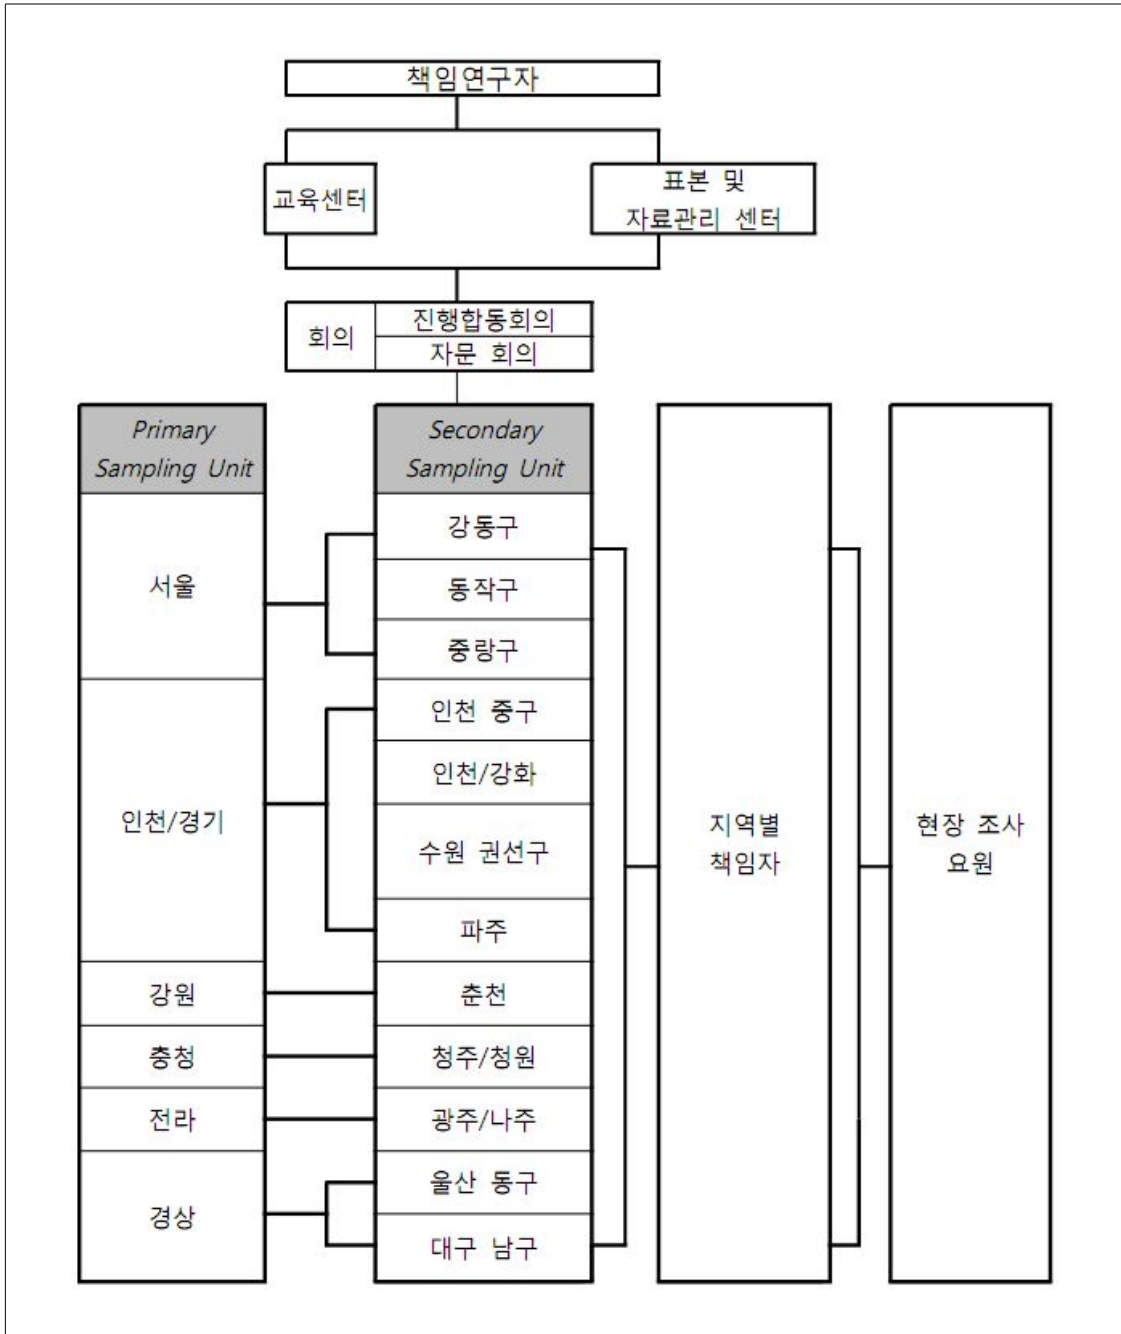 책임연구자
교육센터
표본 및
자료관리 센터
회의
진행합동회의
자문 회의
Primary
Sampling Unit
Secondary
Sampling Unit
서울
강동구
동작구
중랑구
인천/경기
인천 중구
인천/강화
수원 권선구
파주
강원
춘천
충청
청주/청원
전라
광주/나주
경상
울산 동구
대구 남구
지역별
책임자
현장 조사
요원